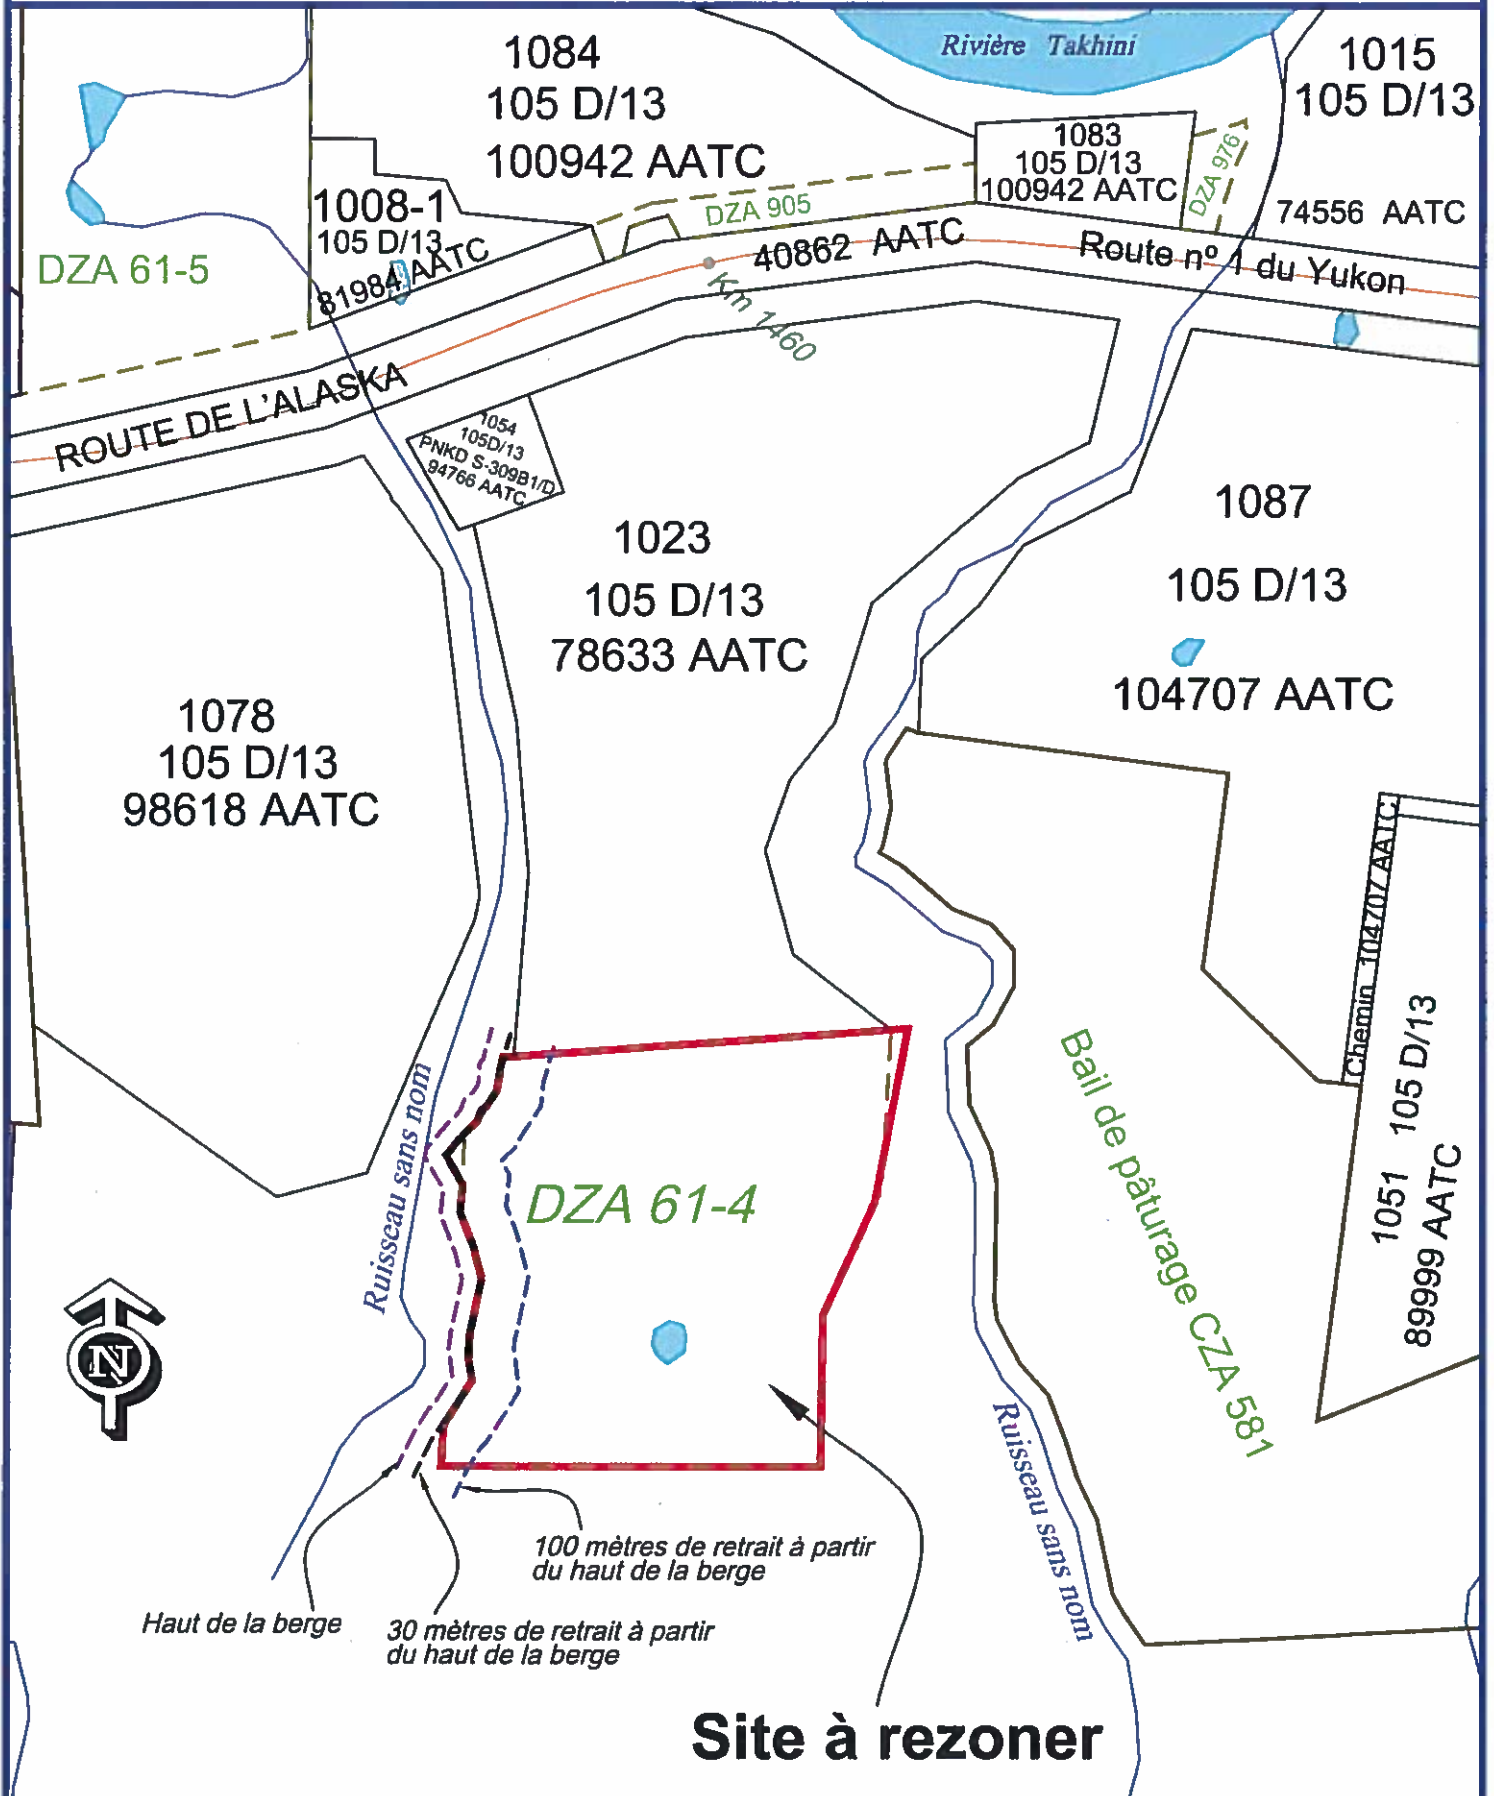 Rivière Takhini
1084
105 D/13
100942 AATC
1015
105 D/13
74556 AATC
1083
105 D/13
100942 AATC
DZA 976
DZA 905
1008-1
105 D/13
81984 AATC
DZA 61-5
40862 AATC
Route nº 1 du Yukon
Km 1460
ROUTE DE L'ALASKA
1054
105D/13
PNKD S-309B1/D
94766 AATC
1023
105 D/13
78633 AATC
1087
105 D/13
104707 AATC
1078
105 D/13
98618 AATC
Chemin 104707 AATC
1051 105 D/13
89999 AATC
Bail de pâturage CZA 581
Ruisseau sans nom
DZA 61-4
N
Ruisseau sans nom
100 mètres de retrait à partir
du haut de la berge
Haut de la berge
30 mètres de retrait à partir
du haut de la berge
Site à rezoner